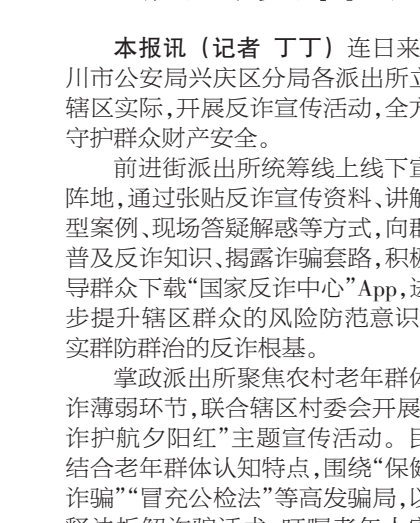 本报讯（记者 丁丁）连日来
川市公安局兴庆区分局各派出所立
辖区实际，开展反诈宣传活动，全方
守护群众财产安全。
前进街派出所统筹线上线下宣
阵地，通过张贴反诈宣传资料、讲解
型案例、现场答疑解惑等方式，向群
普及反诈知识、揭露诈骗套路，积极
导群众下载“国家反诈中心”App，进
步提升辖区群众的风险防范意识
实群防群治的反诈根基。
掌政派出所聚焦农村老年群体
诈薄弱环节，联合辖区村委会开展
诈护航夕阳红”主题宣传活动。民
结合老年群体认知特点，围绕“保健
诈骗”“冒充公检法”等高发骗局，以